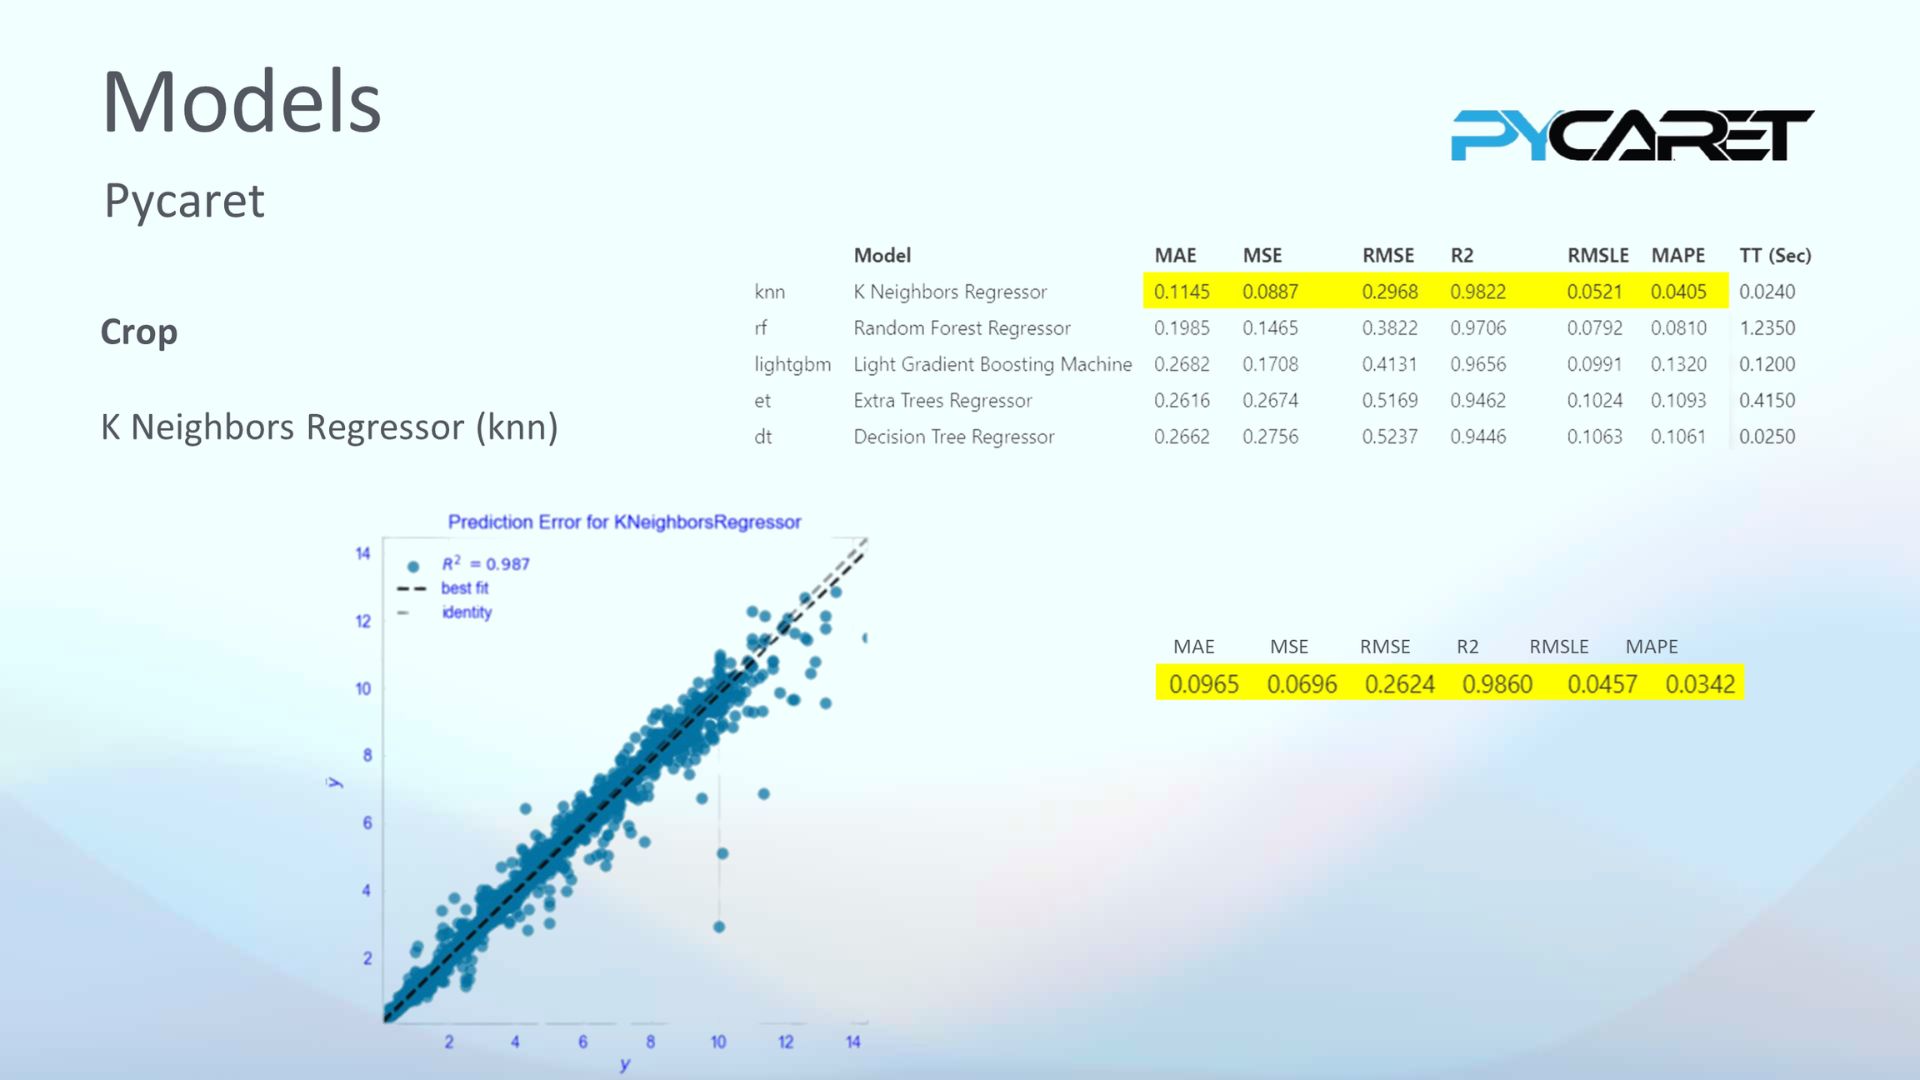 Models
PYCARET
Pycaret
Model MAE MSE RMSE R2 RMSLE MAPE TT (Sec)
knn K Neighbors Regressor 0.1145 0.0887 0.2968 0.9822 0.0521 0.0405 0.0240
rf Random Forest Regressor 0.1985 0.1465 0.3822 0.9706 0.0792 0.0810 1.2350
lightgbm Light Gradient Boosting Machine 0.2682 0.1708 0.4131 0.9656 0.0991 0.1320 0.1200
et Extra Trees Regressor 0.2616 0.2674 0.5169 0.9462 0.1024 0.1093 0.4150
dt Decision Tree Regressor 0.2662 0.2756 0.5237 0.9446 0.1063 0.1061 0.0250
Crop
K Neighbors Regressor (knn)
Prediction Error for KNeighborsRegressor
R² = 0.987
best fit
identity
14
12
10
8
6
4
2
ŷ
2 4 6 8 10 12 14
y
MAE MSE RMSE R2 RMSLE MAPE
0.0965 0.0696 0.2624 0.9860 0.0457 0.0342